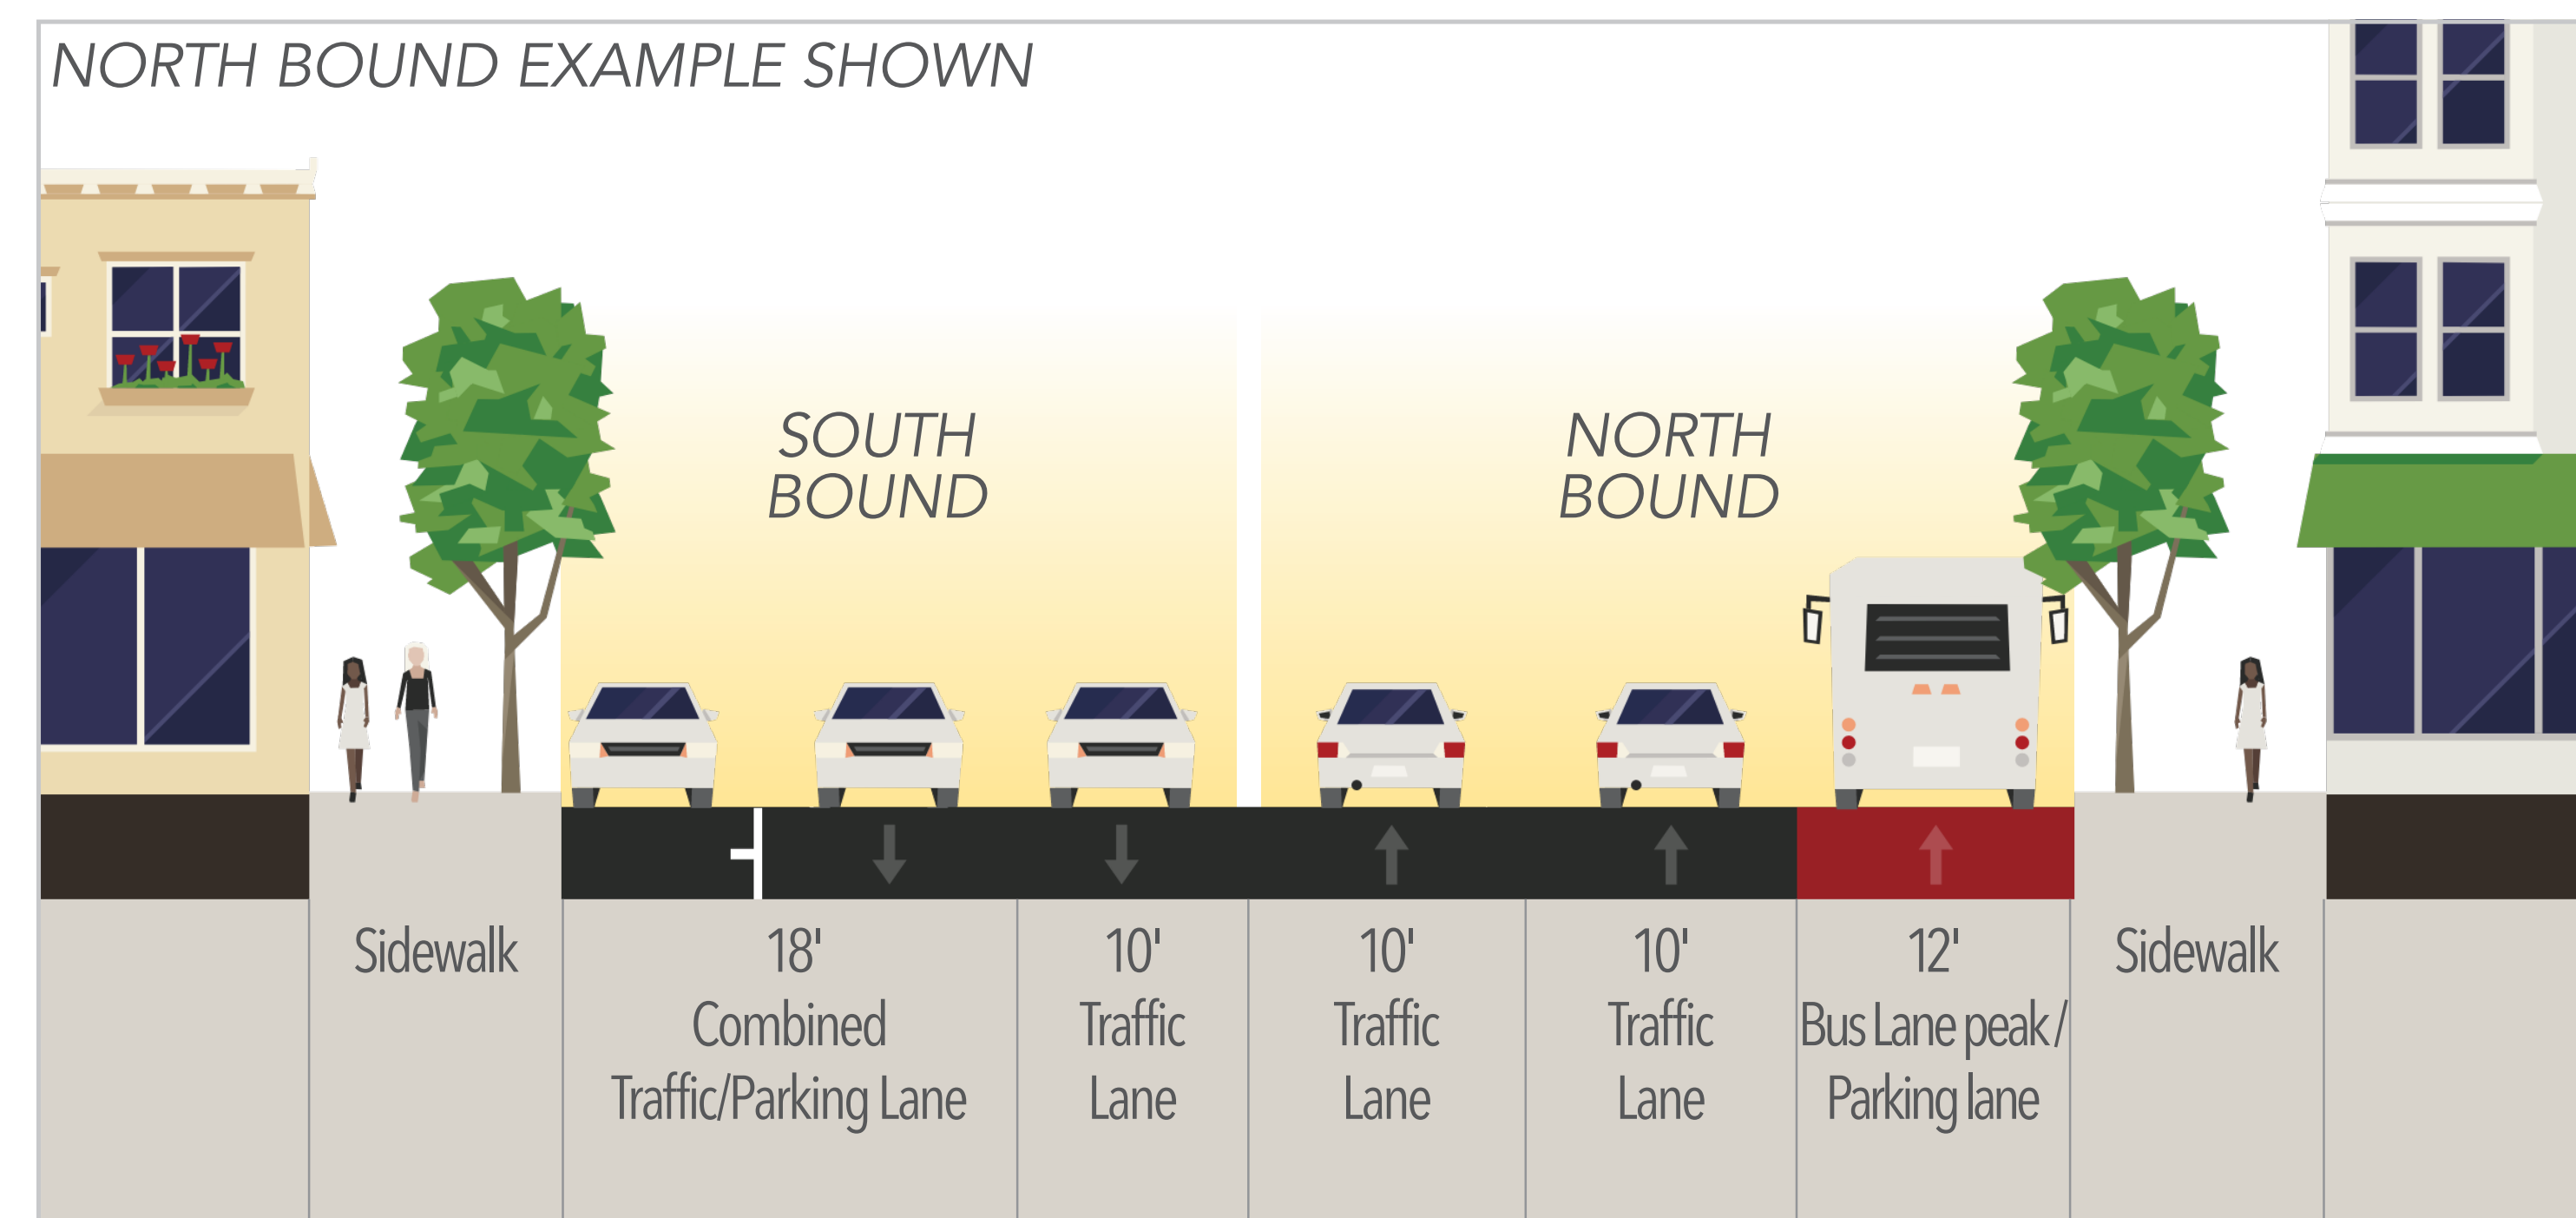 NORTH BOUND EXAMPLE SHOWN
SOUTH
BOUND
NORTH
BOUND
Sidewalk
18'
Combined
Traffic/Parking Lane
10'
Traffic
Lane
10'
Traffic
Lane
10'
Traffic
Lane
12'
Bus Lane peak /
Parking lane
Sidewalk